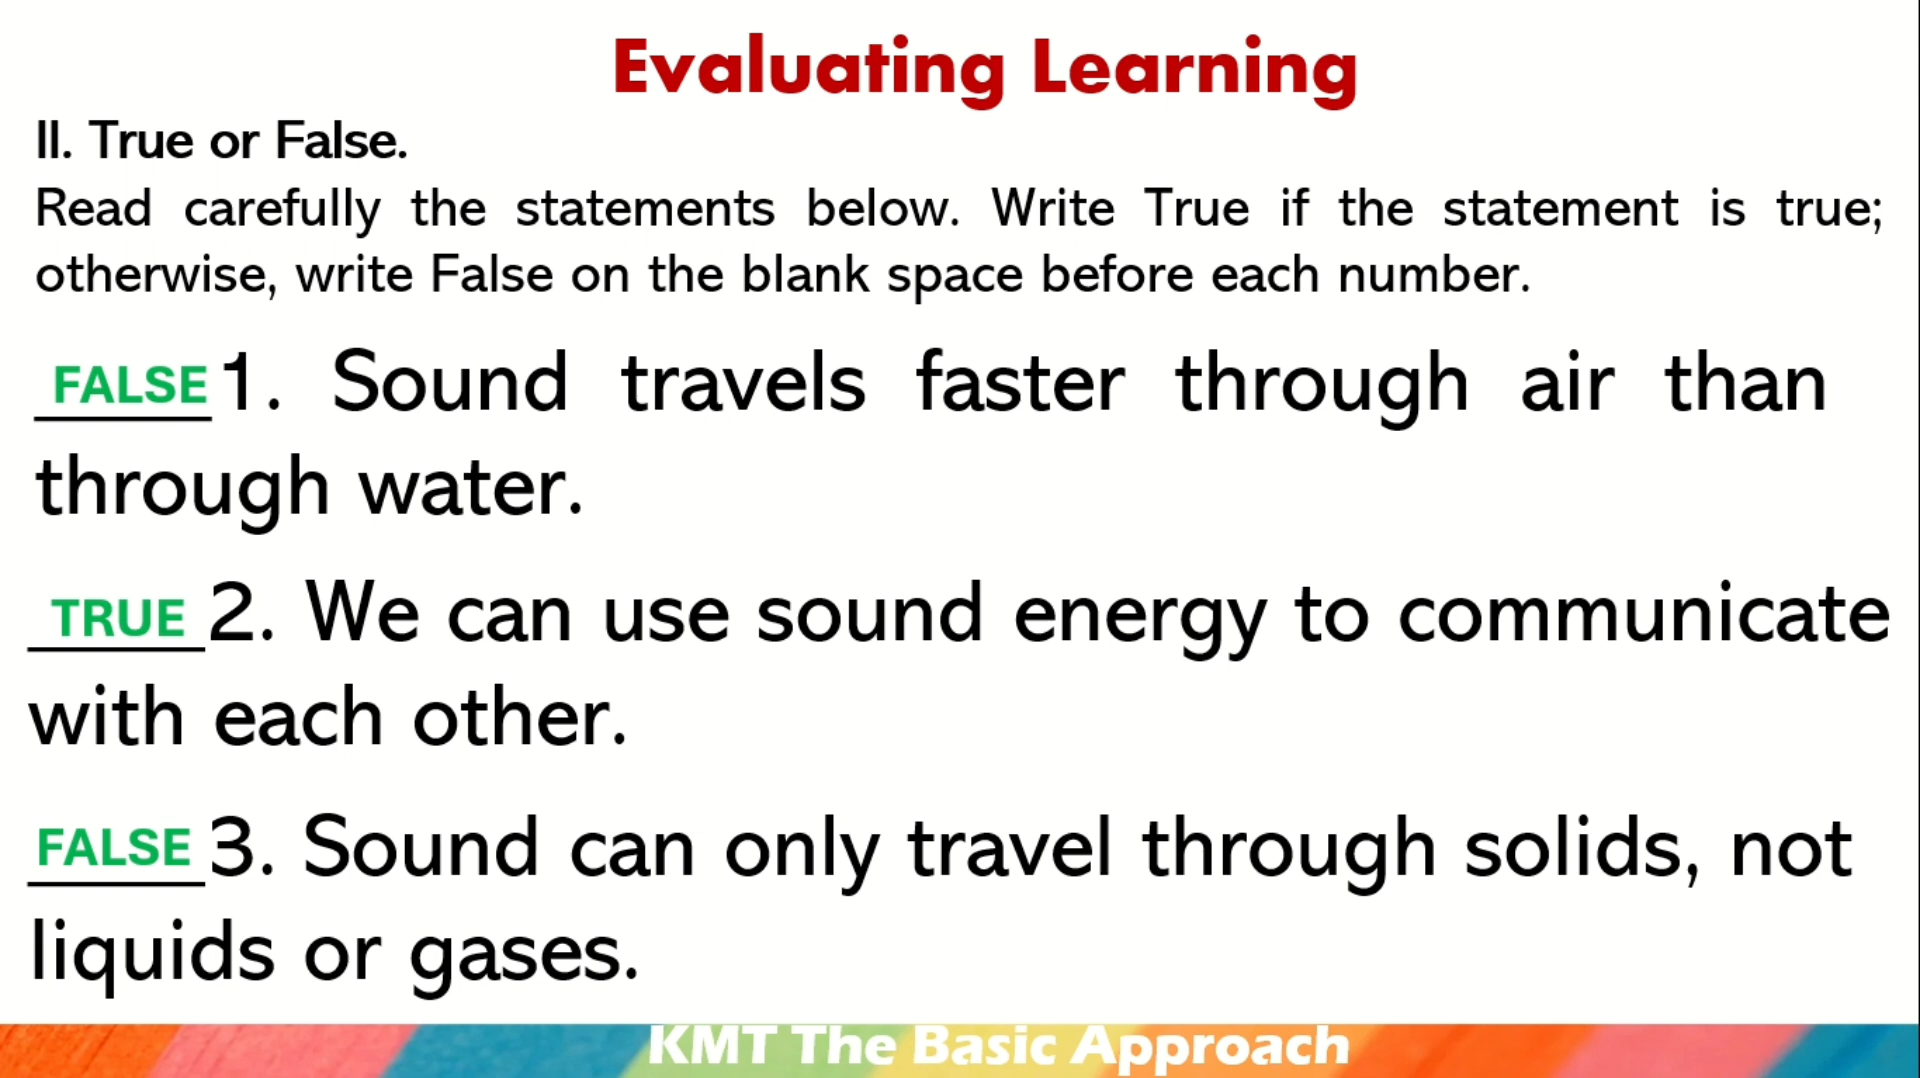 Evaluating Learning
II. True or False.
Read carefully the statements below. Write True if the statement is true;
otherwise, write False on the blank space before each number.
FALSE 1. Sound travels faster through air than
through water.
TRUE 2. We can use sound energy to communicate
with each other.
FALSE 3. Sound can only travel through solids, not
liquids or gases.
KMT The Basic Approach